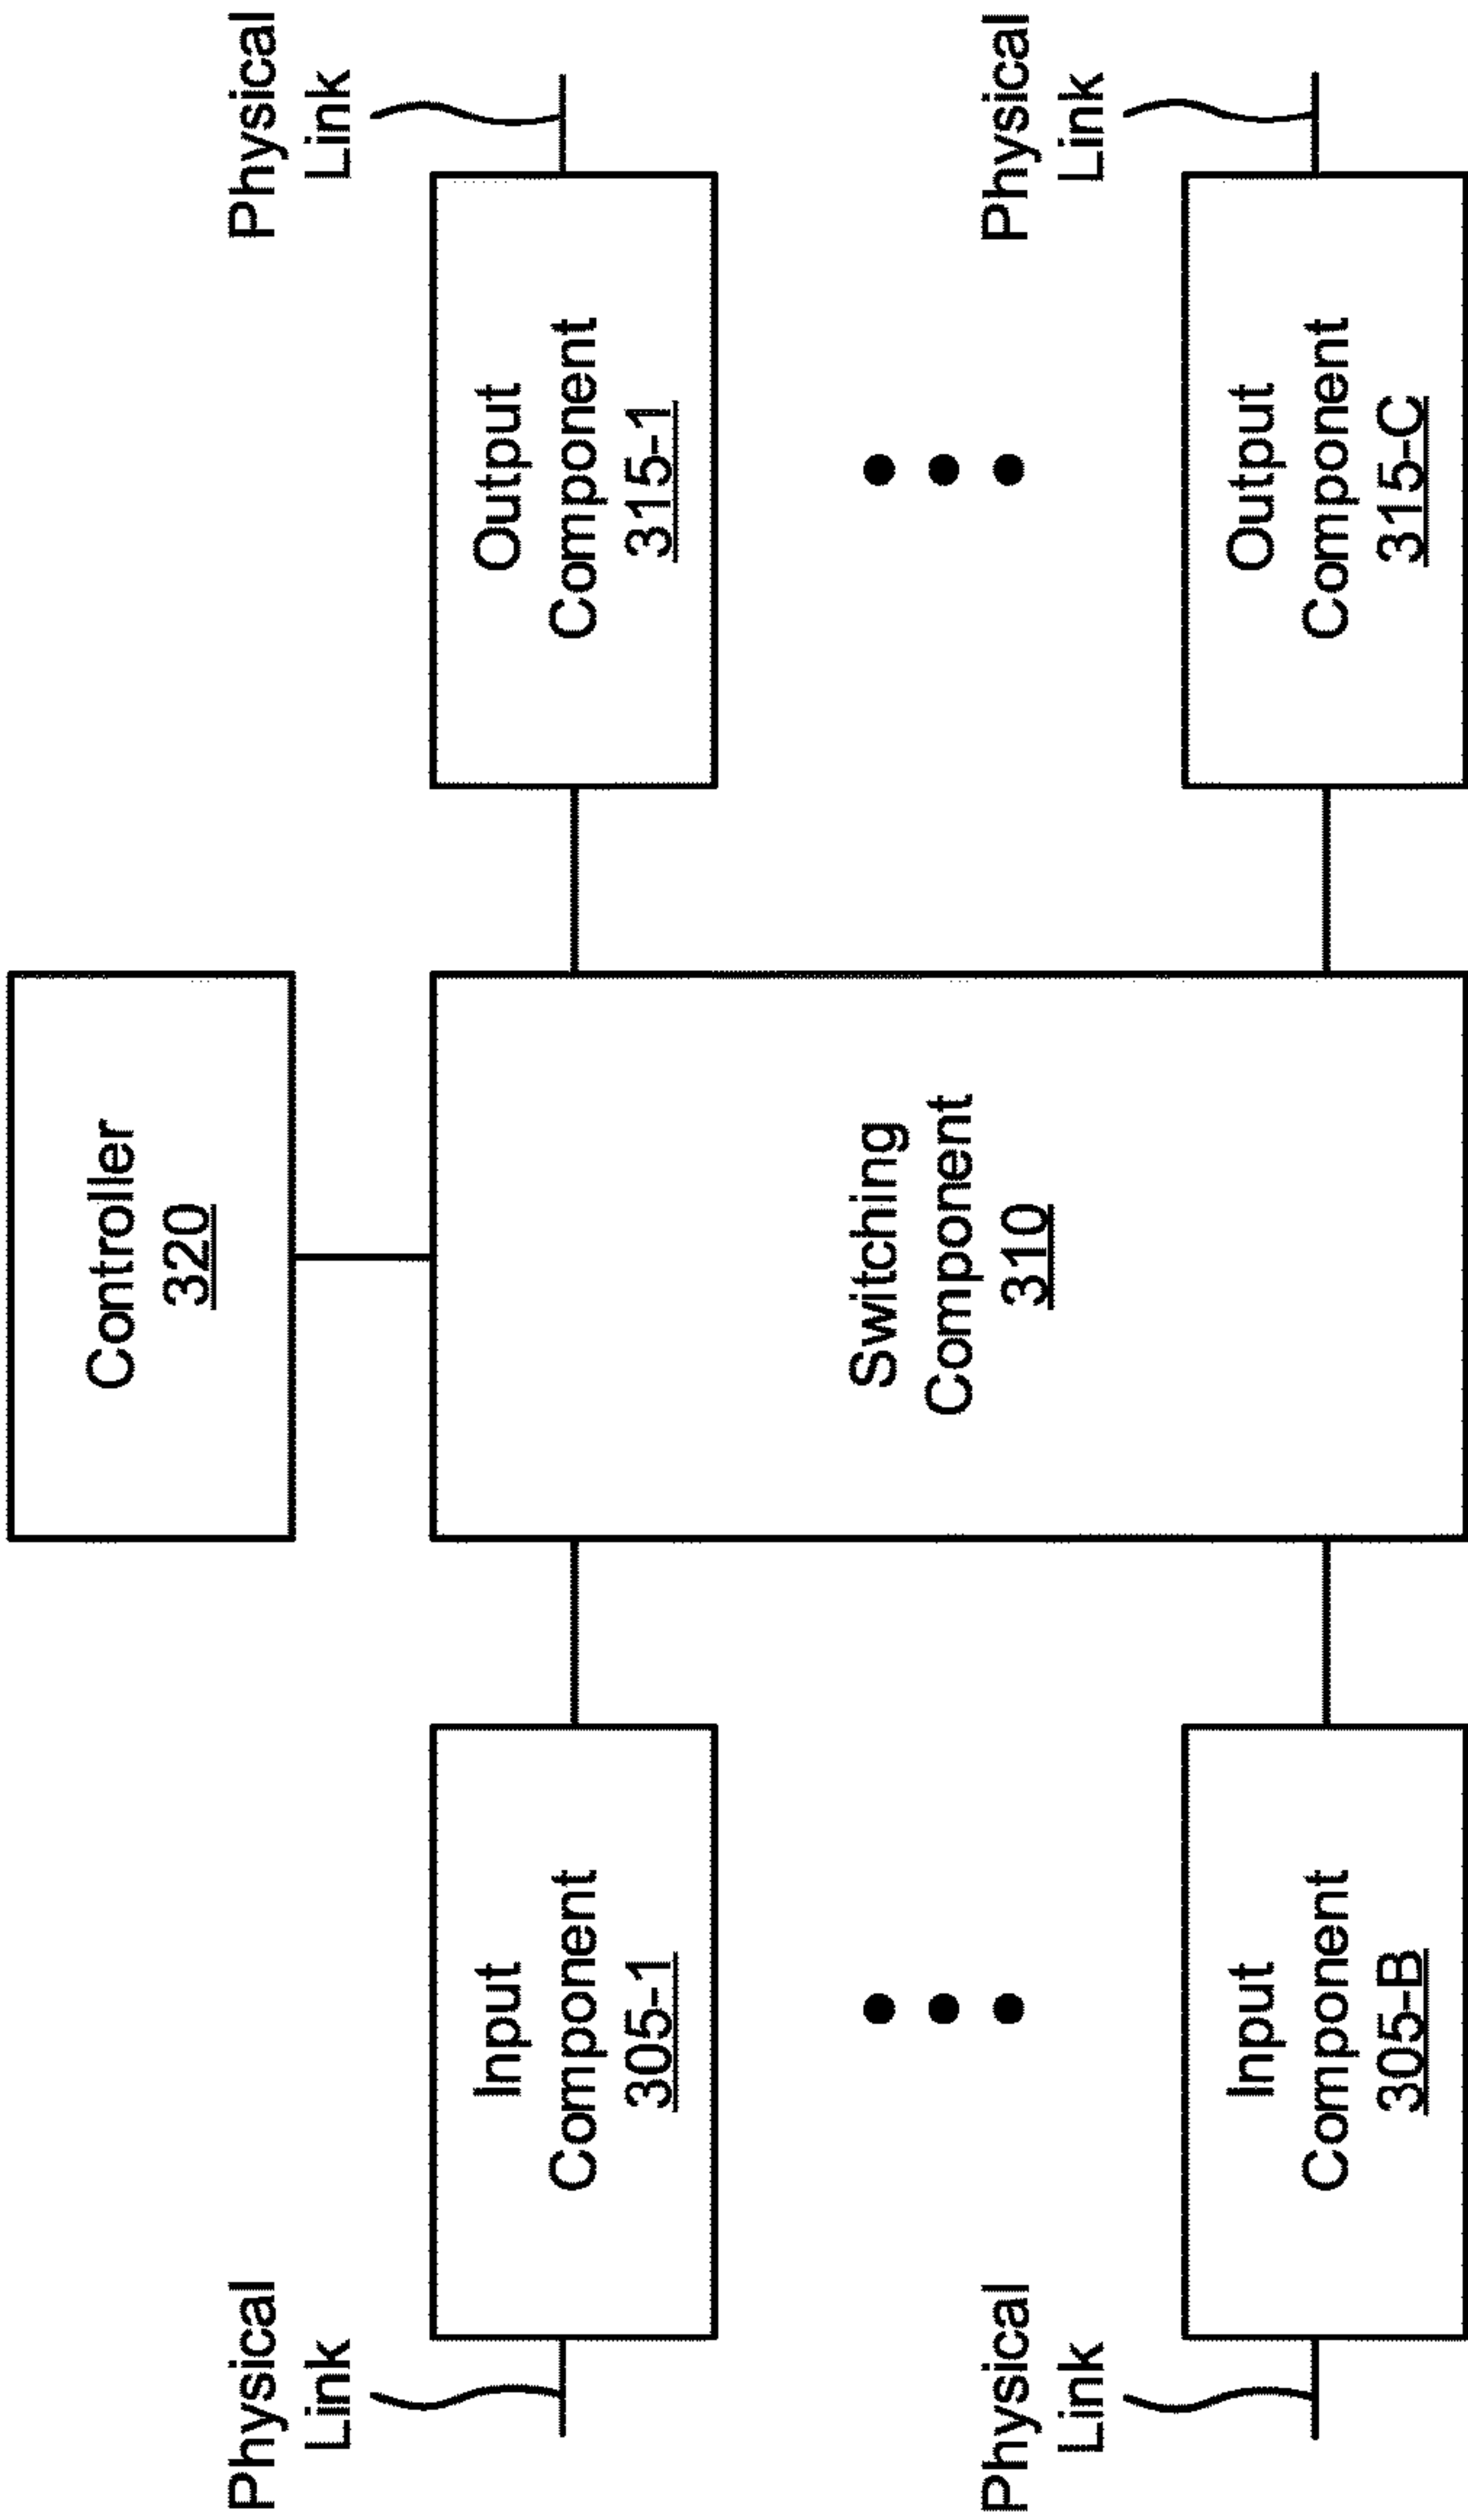 Controller
320
Physical
Link
Physical
Link
Input
Component
305-1
Output
Component
315-1
Switching
Component
310
Physical
Link
Physical
Link
Input
Component
305-B
Output
Component
315-C